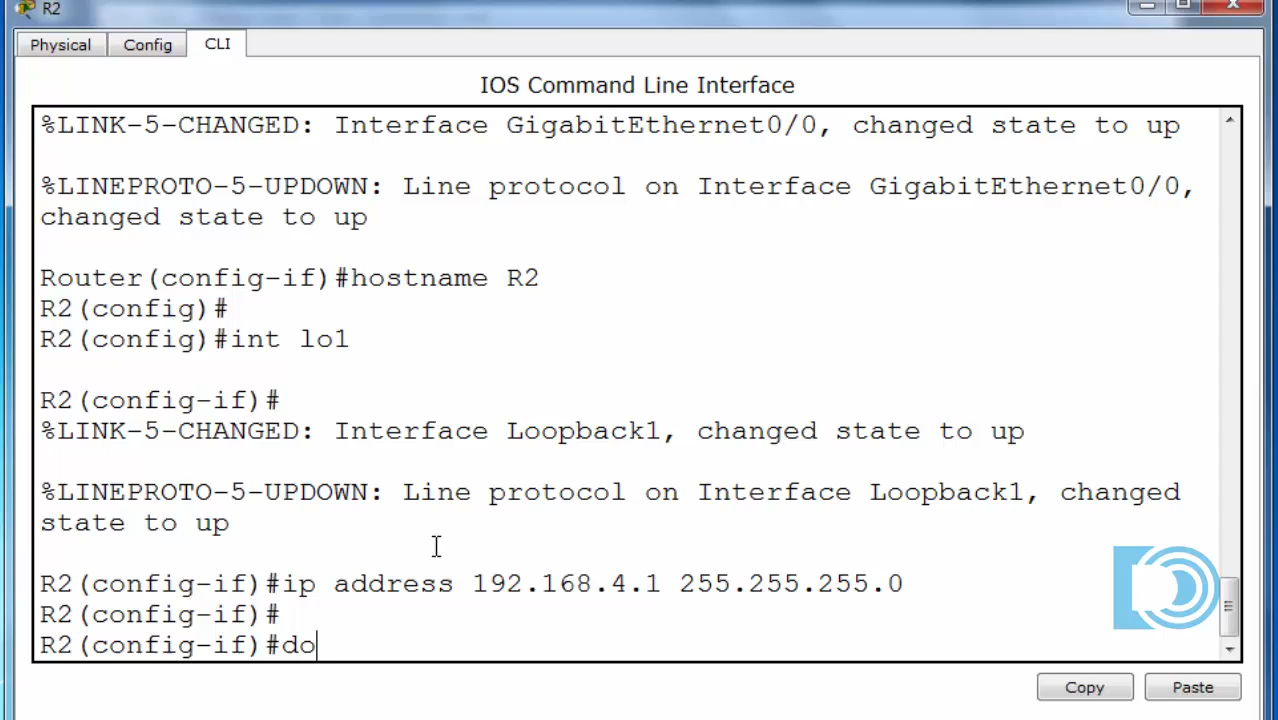 R2
Physical Config CLI
IOS Command Line Interface
%LINK-5-CHANGED: Interface GigabitEthernet0/0, changed state to up
%LINEPROTO-5-UPDOWN: Line protocol on Interface GigabitEthernet0/0,
changed state to up
Router(config-if)#hostname R2
R2(config)#
R2(config)#int lo1
R2(config-if)#
%LINK-5-CHANGED: Interface Loopback1, changed state to up
%LINEPROTO-5-UPDOWN: Line protocol on Interface Loopback1, changed
state to up
R2(config-if)#ip address 192.168.4.1 255.255.255.0
R2(config-if)#
R2(config-if)#do
Copy Paste